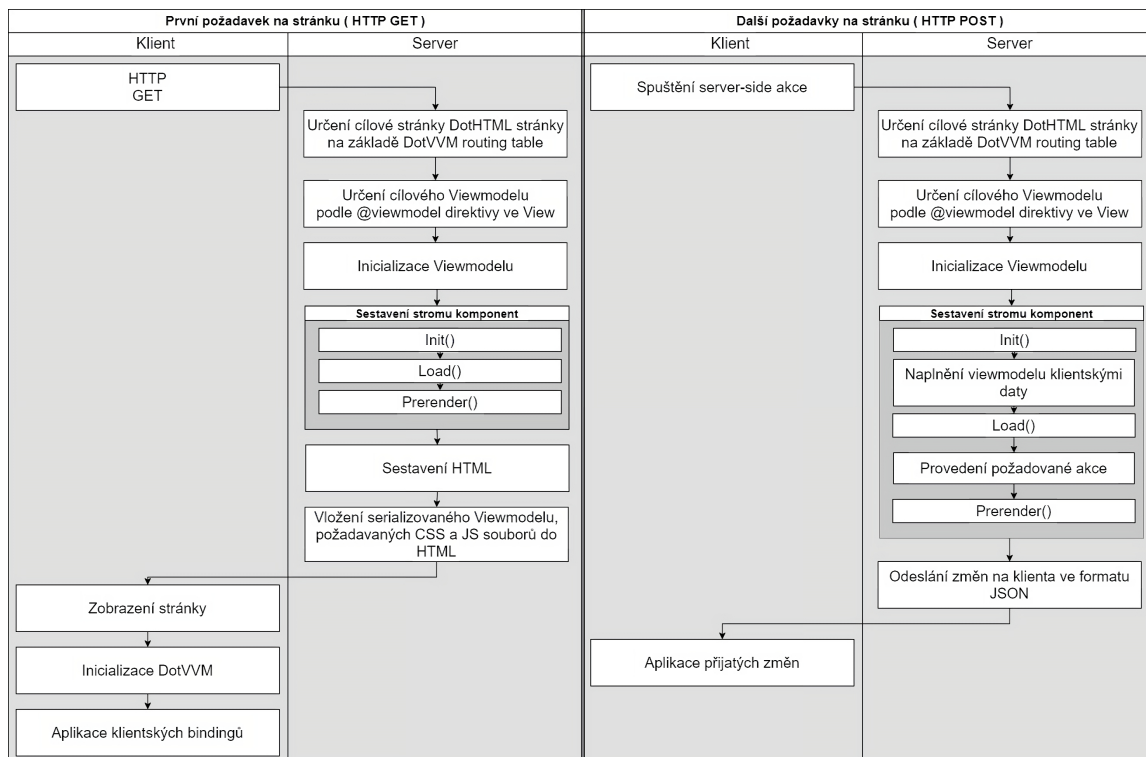 První požadavek na stránku ( HTTP GET )
Klient
Server
HTTP
GET
Určení cílové stránky DotHTML stránky
na základě DotVVM routing table
Určení cílového Viewmodelu
podle @viewmodel direktivy ve View
Inicializace Viewmodelu
Sestavení stromu komponent
Init()
Load()
Prerender()
Sestavení HTML
Vložení serializovaného Viewmodelu,
požadavaných CSS a JS souborů do
HTML
Zobrazení stránky
Inicializace DotVVM
Aplikace klientských bindingů
Další požadavky na stránku ( HTTP POST )
Klient
Server
Spuštění server-side akce
Určení cílové stránky DotHTML stránky
na základě DotVVM routing table
Určení cílového Viewmodelu
podle @viewmodel direktivy ve View
Inicializace Viewmodelu
Sestavení stromu komponent
Init()
Naplnění viewmodelu klientskými
daty
Load()
Provedení požadované akce
Prerender()
Odeslání změn na klienta ve formatu
JSON
Aplikace přijatých změn